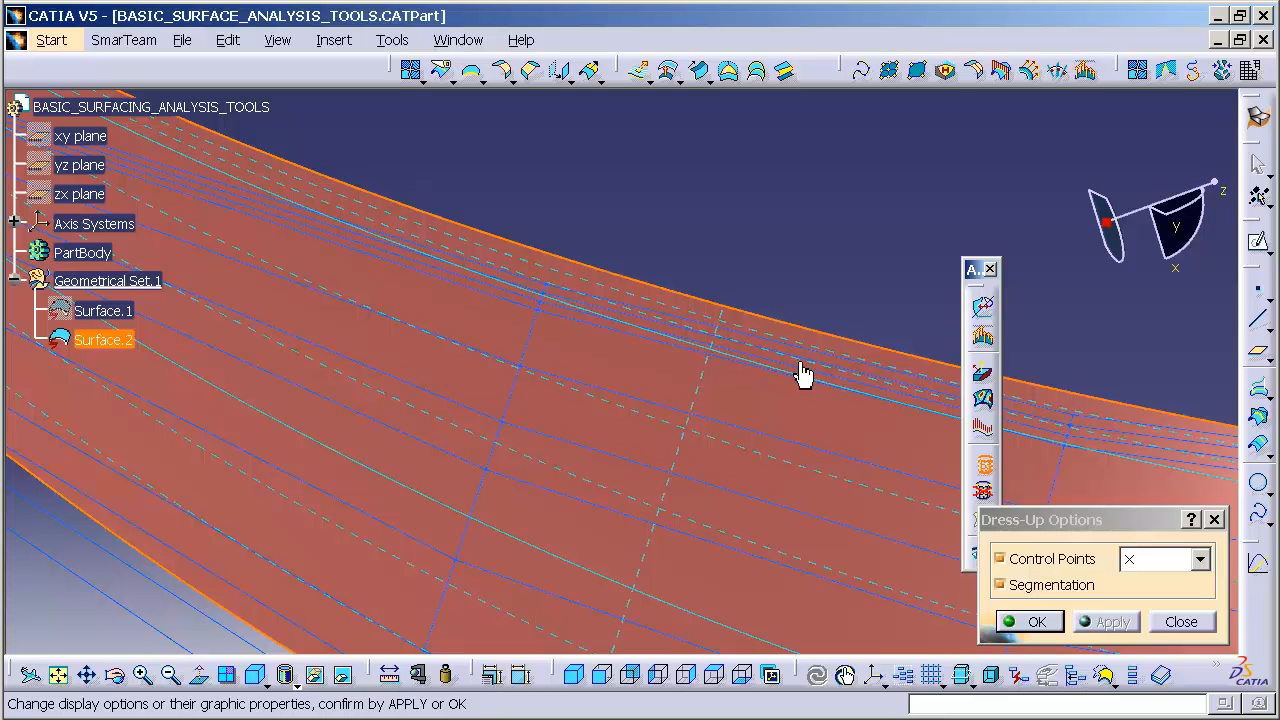 CATIA V5 - [BASIC_SURFACE_ANALYSIS_TOOLS.CATPart]
Start SmarTeam File Edit View Insert Tools Window Help
BASIC_SURFACING_ANALYSIS_TOOLS
xy plane
yz plane
zx plane
Axis Systems
PartBody
Geometrical Set.1
Surface.1
Surface.2
z
y
x
A...
Dress-Up Options
Control Points
Segmentation
OK Apply Close
CATIA
Change display options or their graphic properties, confirm by APPLY or OK